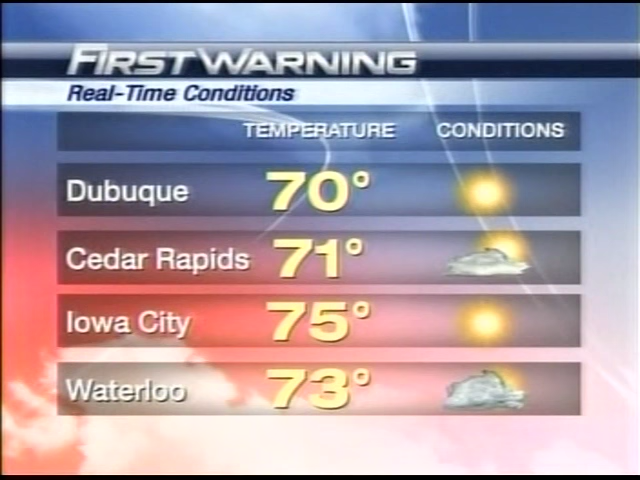 FIRST WARNING
Real-Time Conditions
TEMPERATURE CONDITIONS
Dubuque 70°
Cedar Rapids 71°
Iowa City 75°
Waterloo 73°